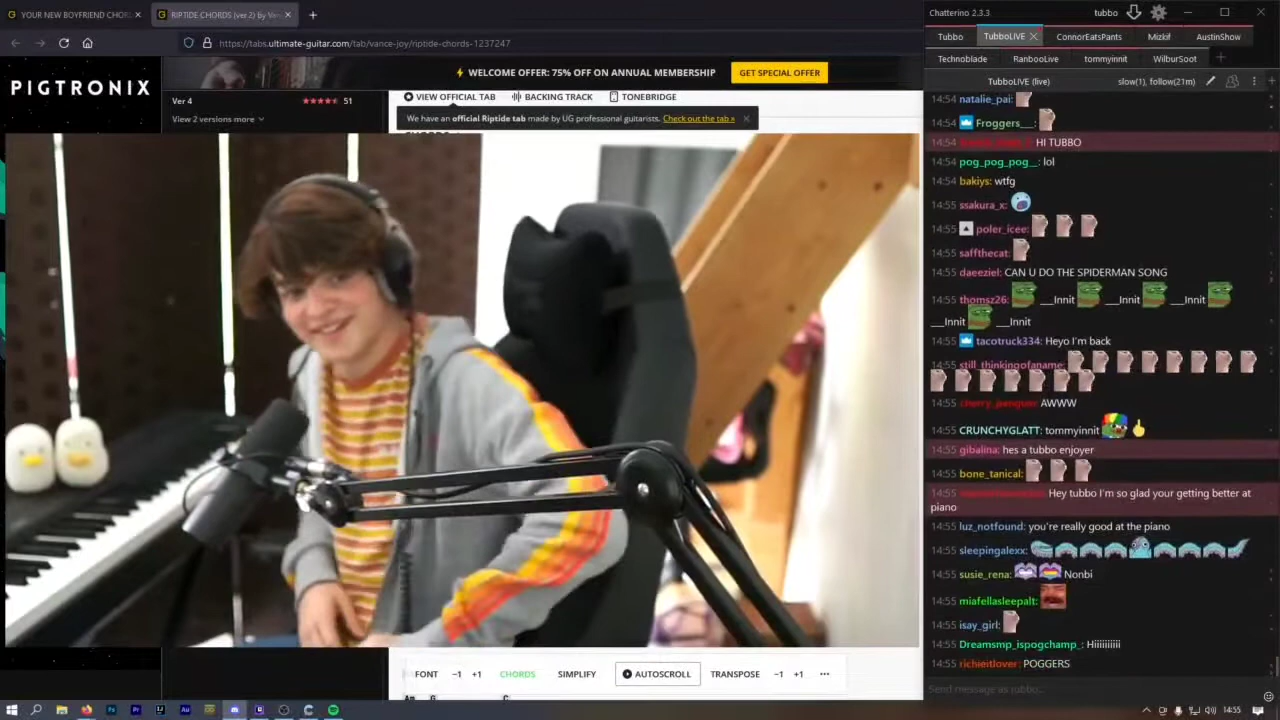 YOUR NEW BOYFRIEND CHOR
RIPTIDE CHORDS (ver 2) by Van
https://tabs.ultimate-guitar.com/tab/vance-joy/riptide-chords-1237247
PIGTRONIX
WELCOME OFFER: 75% OFF ON ANNUAL MEMBERSHIP
GET SPECIAL OFFER
Ver 4
51
View 2 versions more
VIEW OFFICIAL TAB
BACKING TRACK
TONEBRIDGE
We have an official Riptide tab made by UG professional guitarists. Check out the tab »
FONT −1 +1 CHORDS SIMPLIFY AUTOSCROLL TRANSPOSE −1 +1
Am G C
Chatterino 2.3.3
tubbo
Tubbo TubboLIVE ConnorEatsPants Mizkif AustinShow
Technoblade RanbooLive tommyinnit WilburSoot
TubboLIVE (live)
slow(1), follow(21m)
14:54 natalie_pai:
14:54 Froggers___:
14:54 HI TUBBO
14:54 pog_pog_pog__: lol
14:54 bakiys: wtfg
14:55 ssakura_x:
14:55 poler_icee:
14:55 saffthecat:
14:55 daeeziel: CAN U DO THE SPIDERMAN SONG
14:55 thomsz26: __Innit __Innit __Innit
__Innit __Innit
14:55 tacotruck334: Heyo I'm back
14:55 still_thinkingofaname:
14:55 AWWW
14:55 CRUNCHYGLATT: tommyinnit
14:55 gibalina: hes a tubbo enjoyer
14:55 bone_tanical:
14:55 Hey tubbo I'm so glad your getting better at
piano
14:55 luz_notfound: you're really good at the piano
14:55 sleepingalexx:
14:55 susie_rena: Nonbi
14:55 miafellasleepalt:
14:55 isay_girl:
14:55 Dreamsmp_ispogchamp_: Hiiiiiiiiii
14:55 richieitlover: POGGERS
Send message as tubbo...
14:55